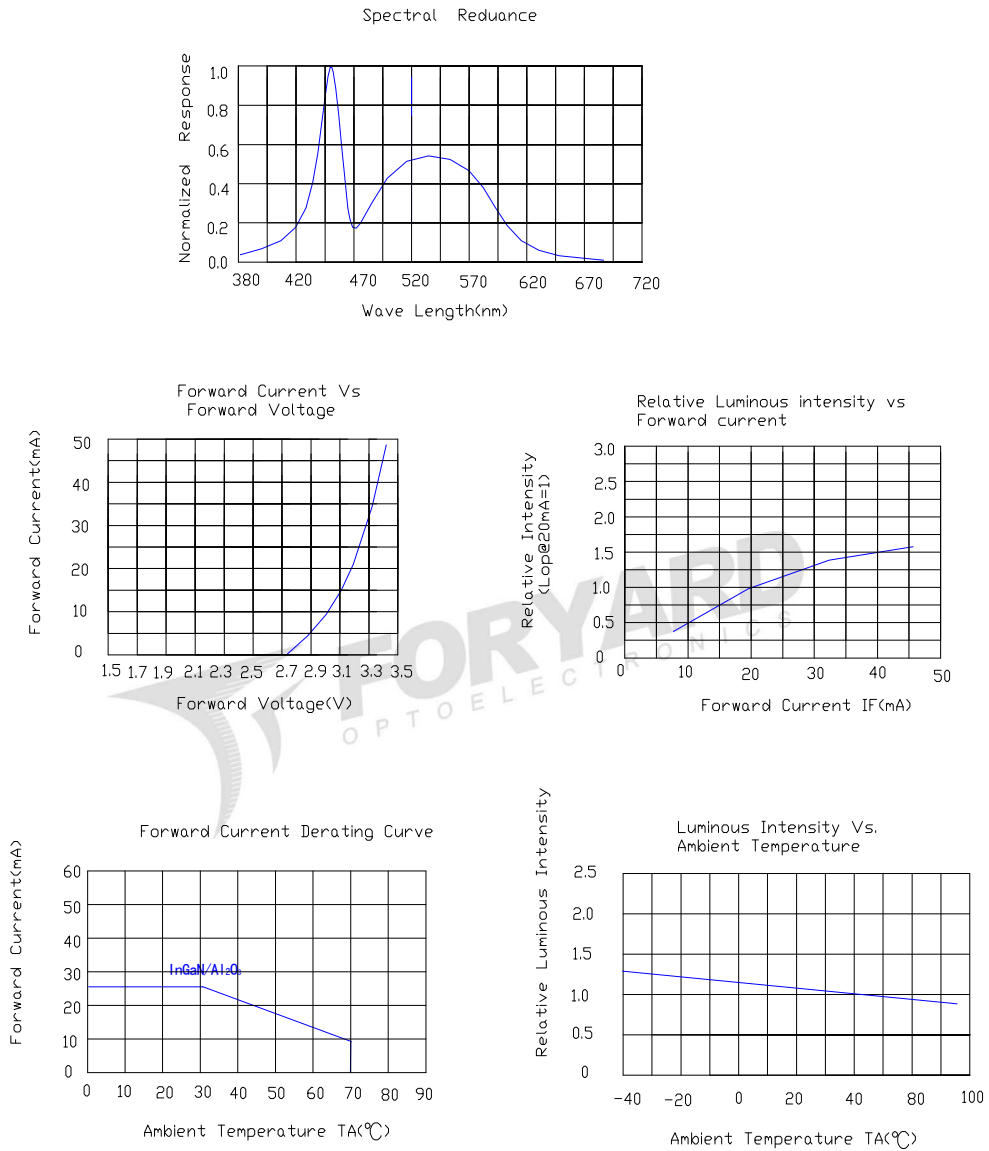 Spectral Reduance
Normalized Response
1.0
0.8
0.6
0.4
0.2
0.0
380 420 470 520 570 620 670 720
Wave Length(nm)
Forward Current Vs
Forward Voltage
Forward Current(mA)
50
40
30
20
10
0
1.5 1.7 1.9 2.1 2.3 2.5 2.7 2.9 3.1 3.3 3.5
Forward Voltage(V)
Relative Luminous intensity vs
Forward current
Relative Intensity
(Lop@20mA=1)
3.0
2.5
2.0
1.5
1.0
0.5
0
0 10 20 30 40 50
Forward Current IF(mA)
FORYARD
OPTOELECTRONICS
Forward Current Derating Curve
Forward Current(mA)
60
50
40
30
20
10
0
InGaN/Al₂O₃
0 10 20 30 40 50 60 70 80 90
Ambient Temperature TA(℃)
Luminous Intensity Vs.
Ambient Temperature
Relative Luminous Intensity
2.5
2.0
1.5
1.0
0.5
0
-40 -20 0 20 40 60 80 100
Ambient Temperature TA(℃)